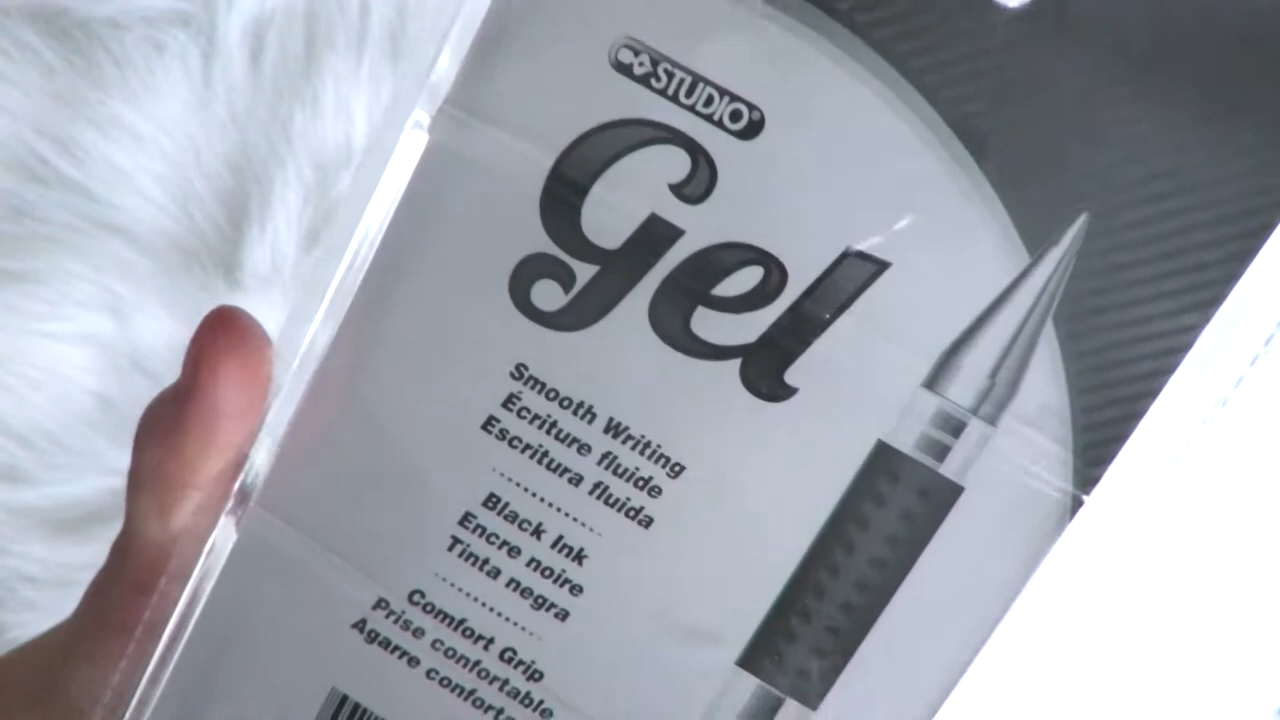 STUDIO®
Gel
Smooth Writing
Écriture fluide
Escritura fluida
Black Ink
Encre noire
Tinta negra
Comfort Grip
Prise confortable
Agarre